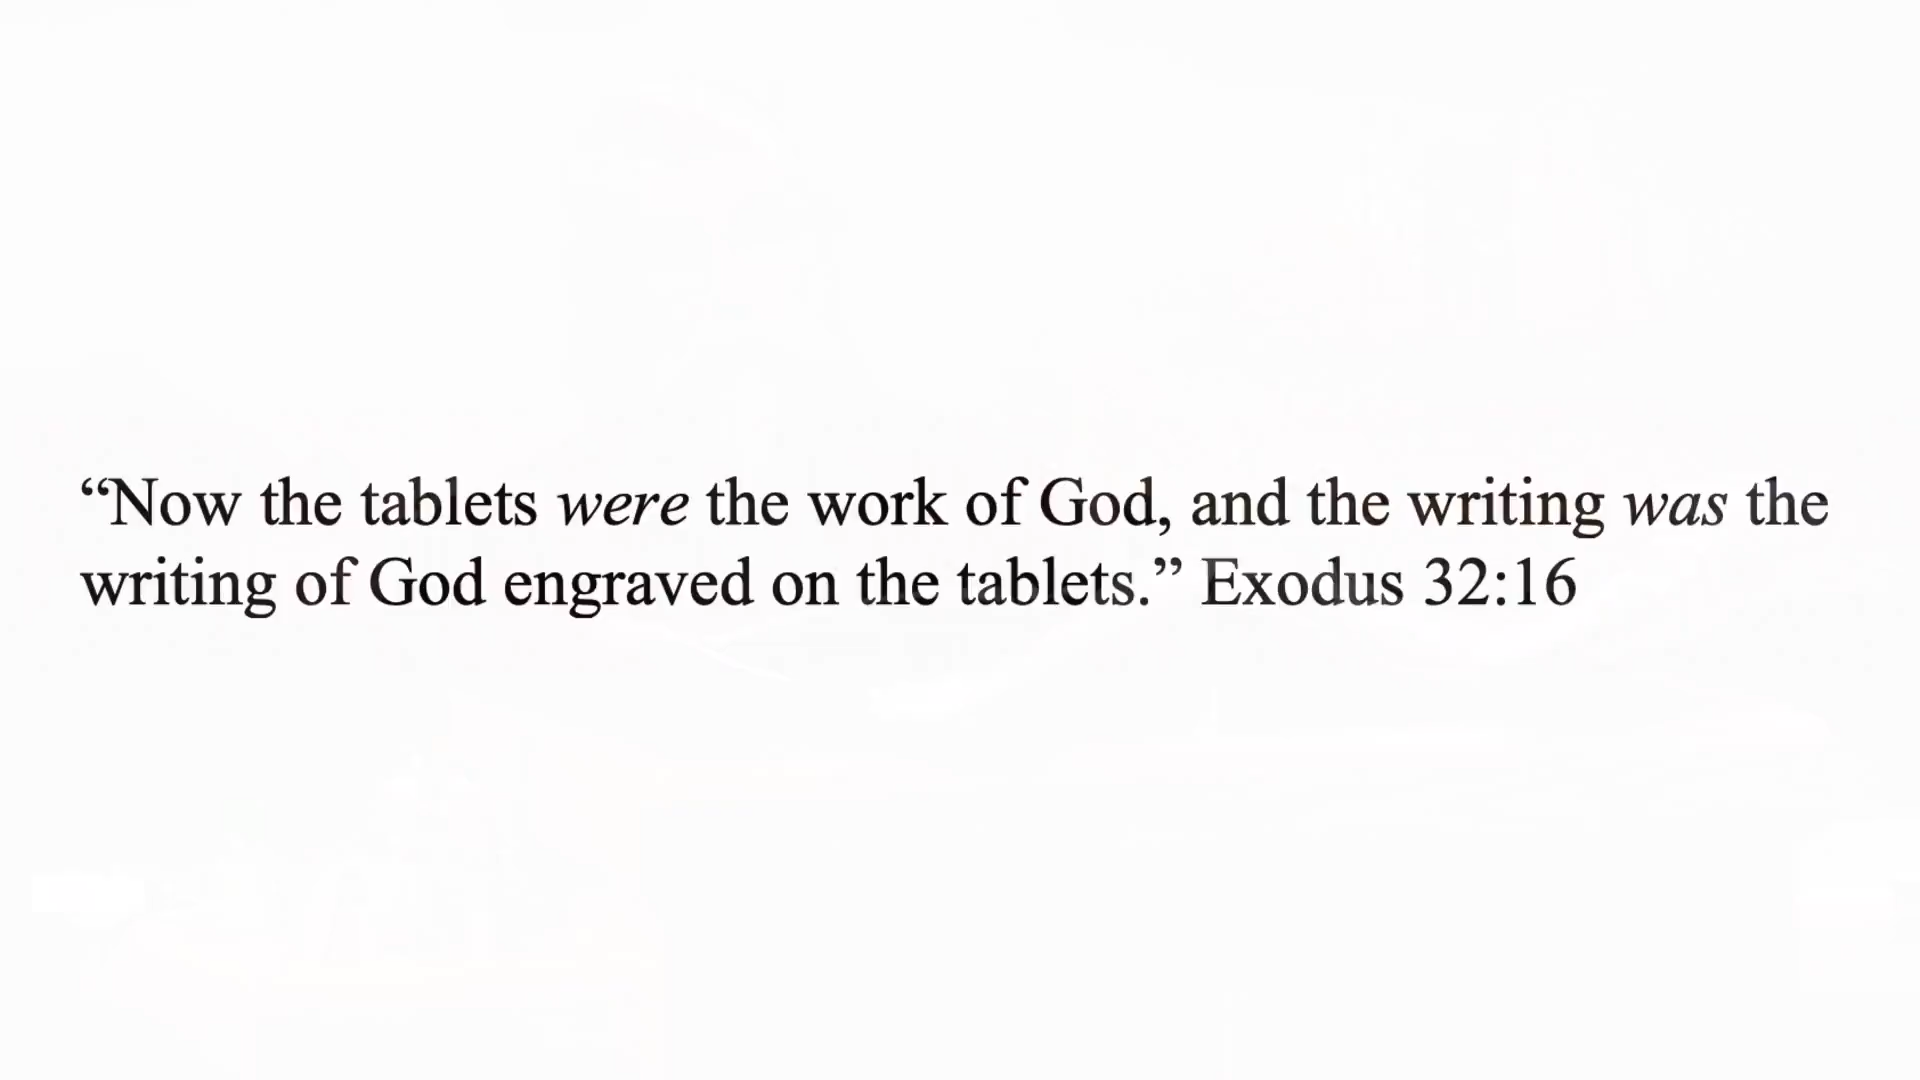 “Now the tablets were the work of God, and the writing was the
writing of God engraved on the tablets.” Exodus 32:16